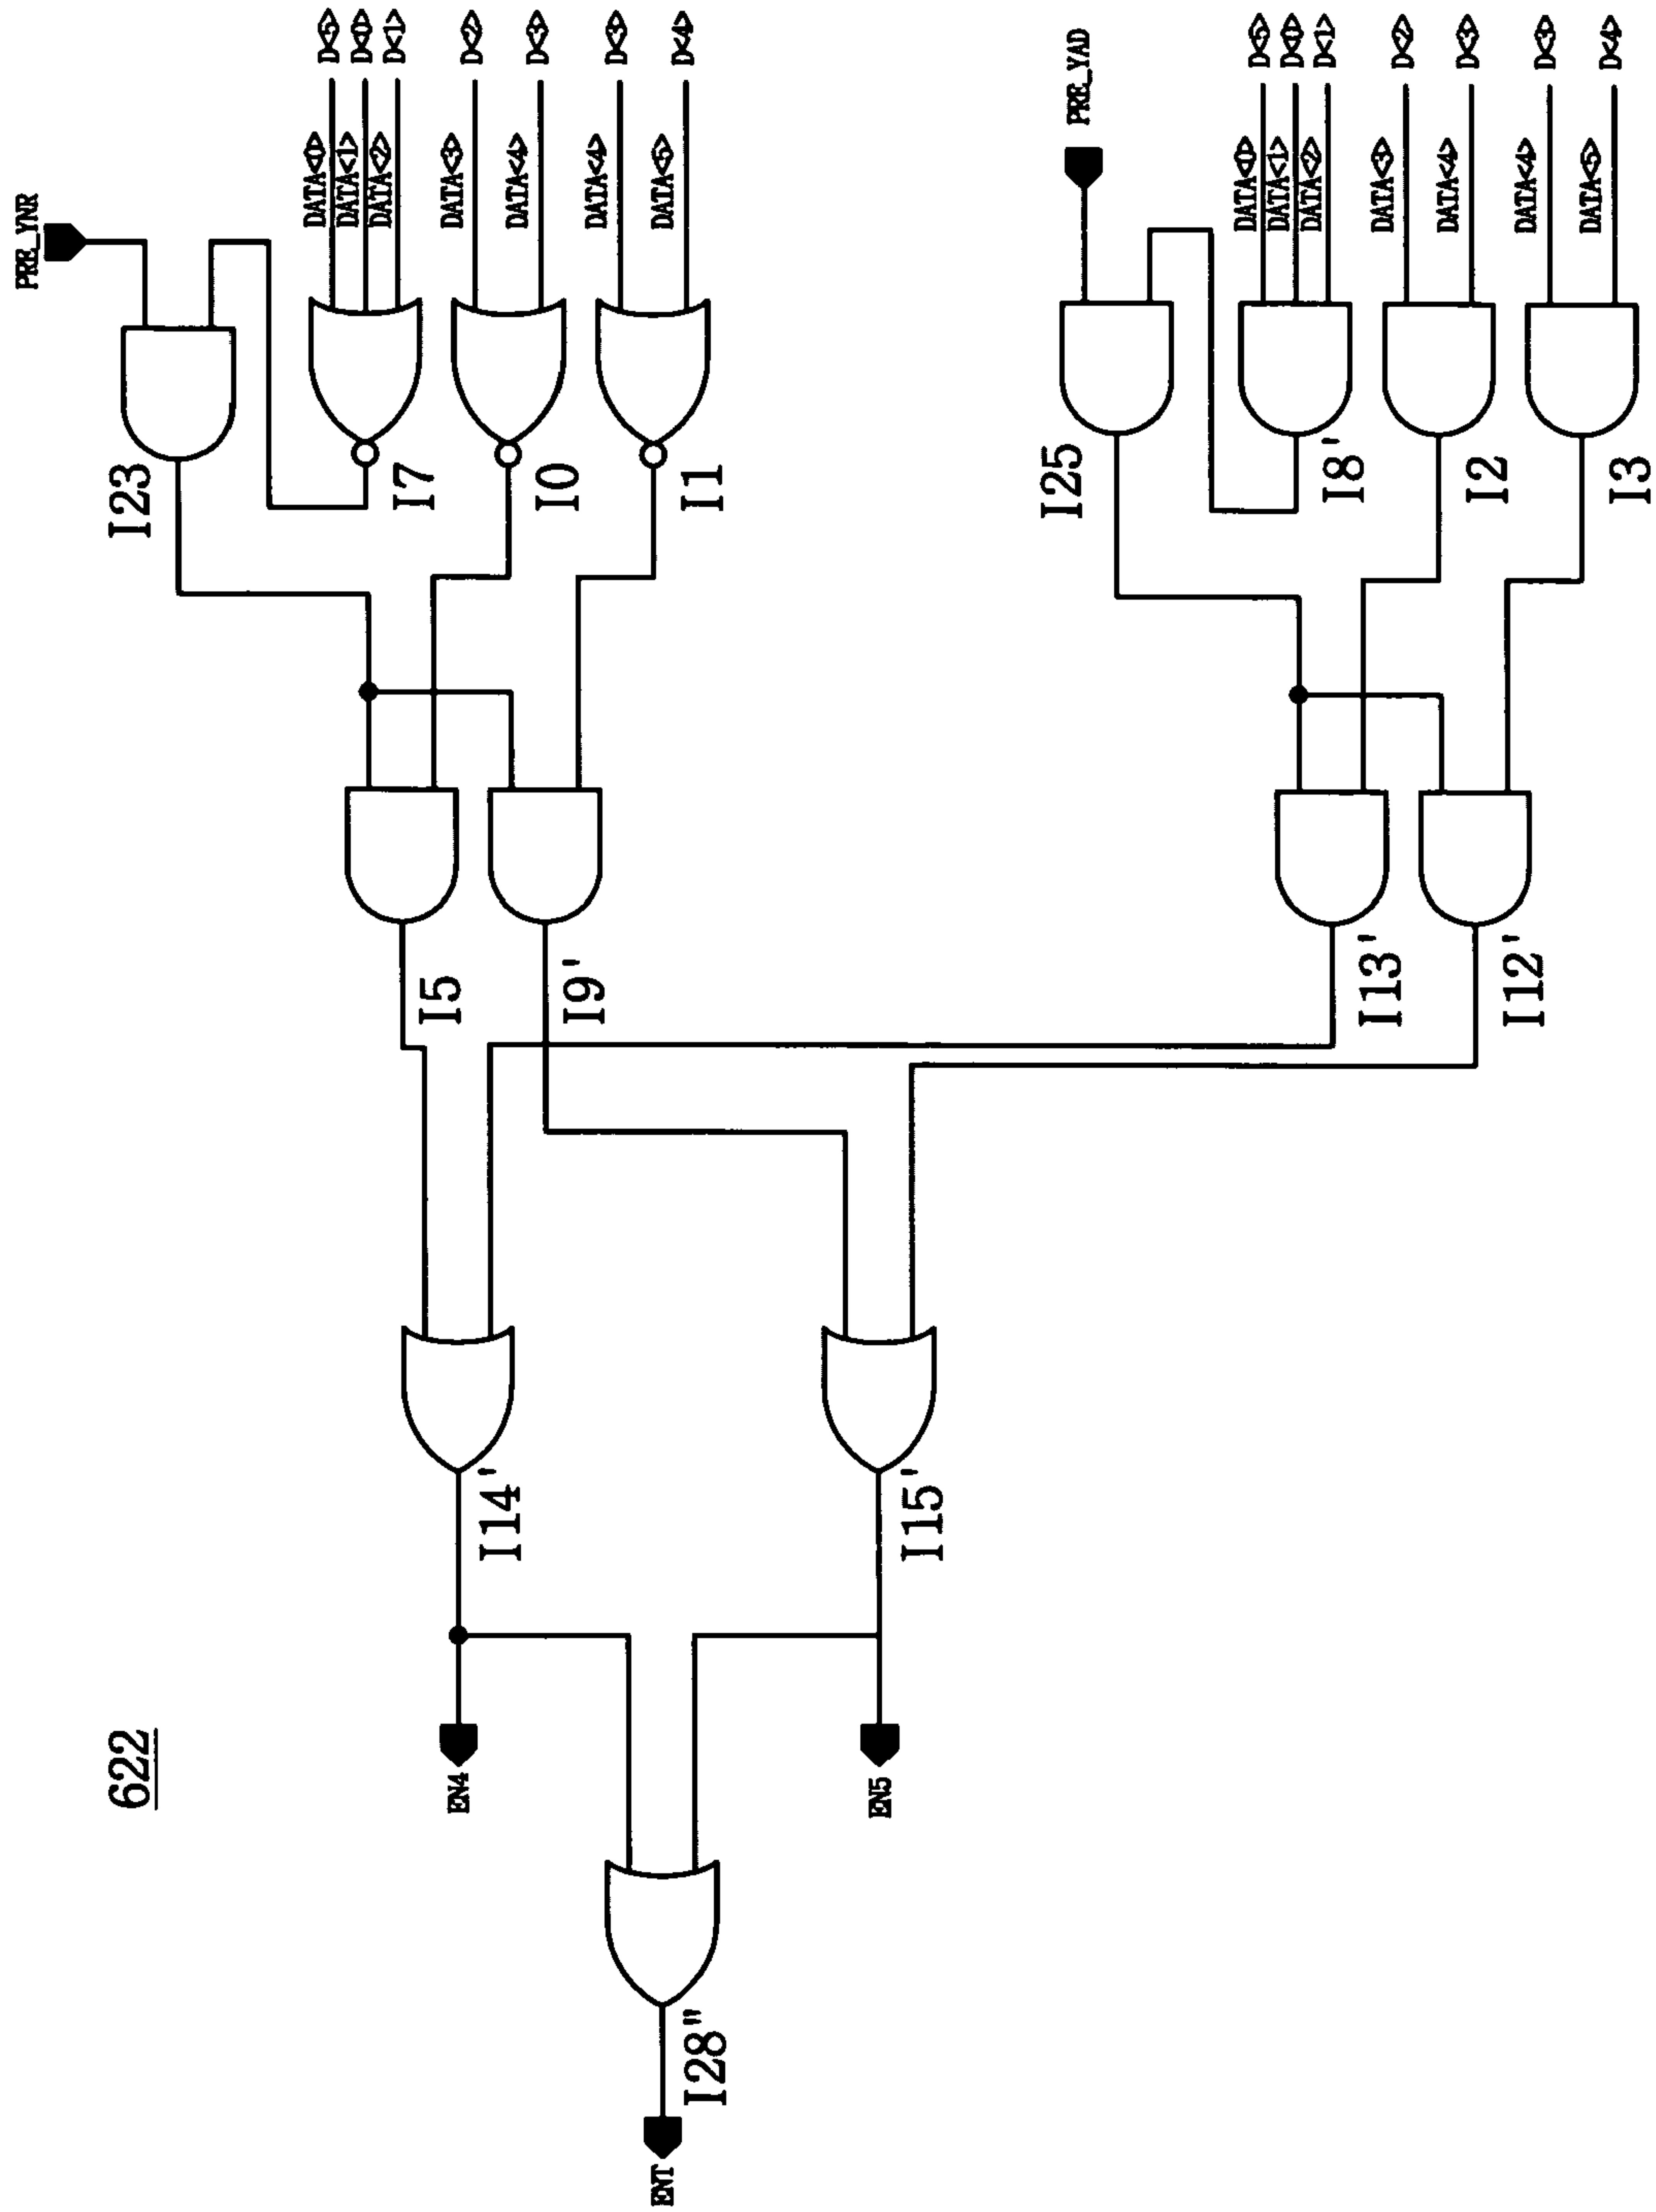 622
PRE_YNR
D<5>
D<0>
D<1>
D<2>
D<3>
D<3>
D<4>
DATA<0>
DATA<1>
DATA<2>
DATA<3>
DATA<4>
DATA<4>
DATA<5>
I23
I7
I0
I1
PRE_YAD
D<5>
D<0>
D<1>
D<2>
D<3>
D<3>
D<4>
DATA<0>
DATA<1>
DATA<2>
DATA<3>
DATA<4>
DATA<4>
DATA<5>
I25
I8'
I2
I3
I5
I9'
I13'
I12'
I14'
I15'
EN4
EN5
I28"
ENT